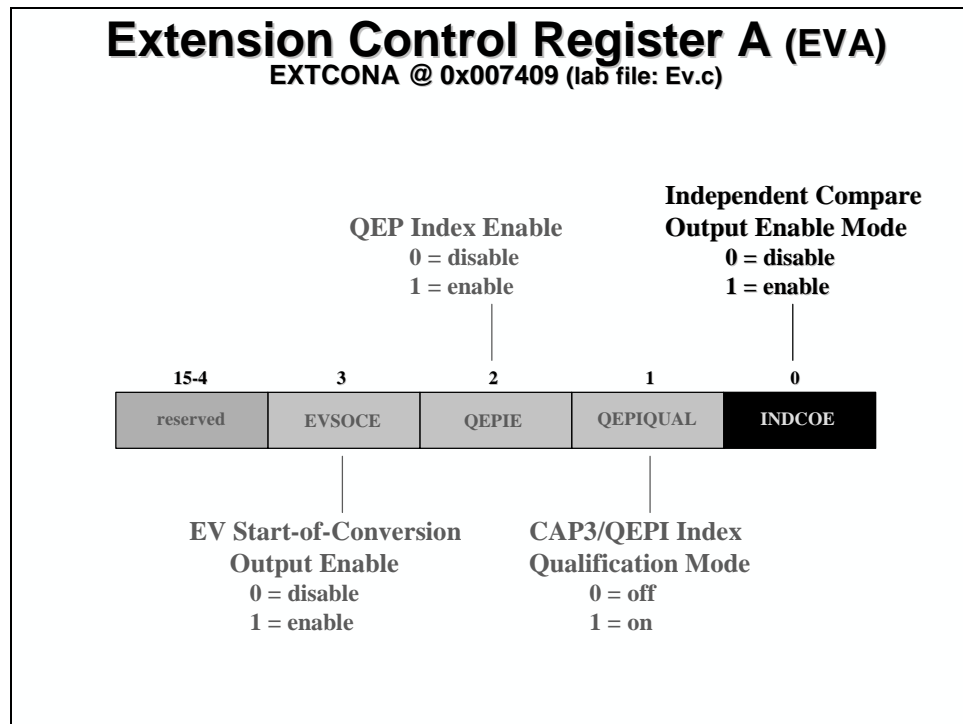 Extension Control Register A (EVA)
EXTCONA @ 0x007409 (lab file: Ev.c)
Independent Compare
Output Enable Mode
0 = disable
1 = enable
QEP Index Enable
0 = disable
1 = enable
15-4 3 2 1 0
reserved EVSOCE QEPIE QEPIQUAL INDCOE
EV Start-of-Conversion
Output Enable
0 = disable
1 = enable
CAP3/QEPI Index
Qualification Mode
0 = off
1 = on